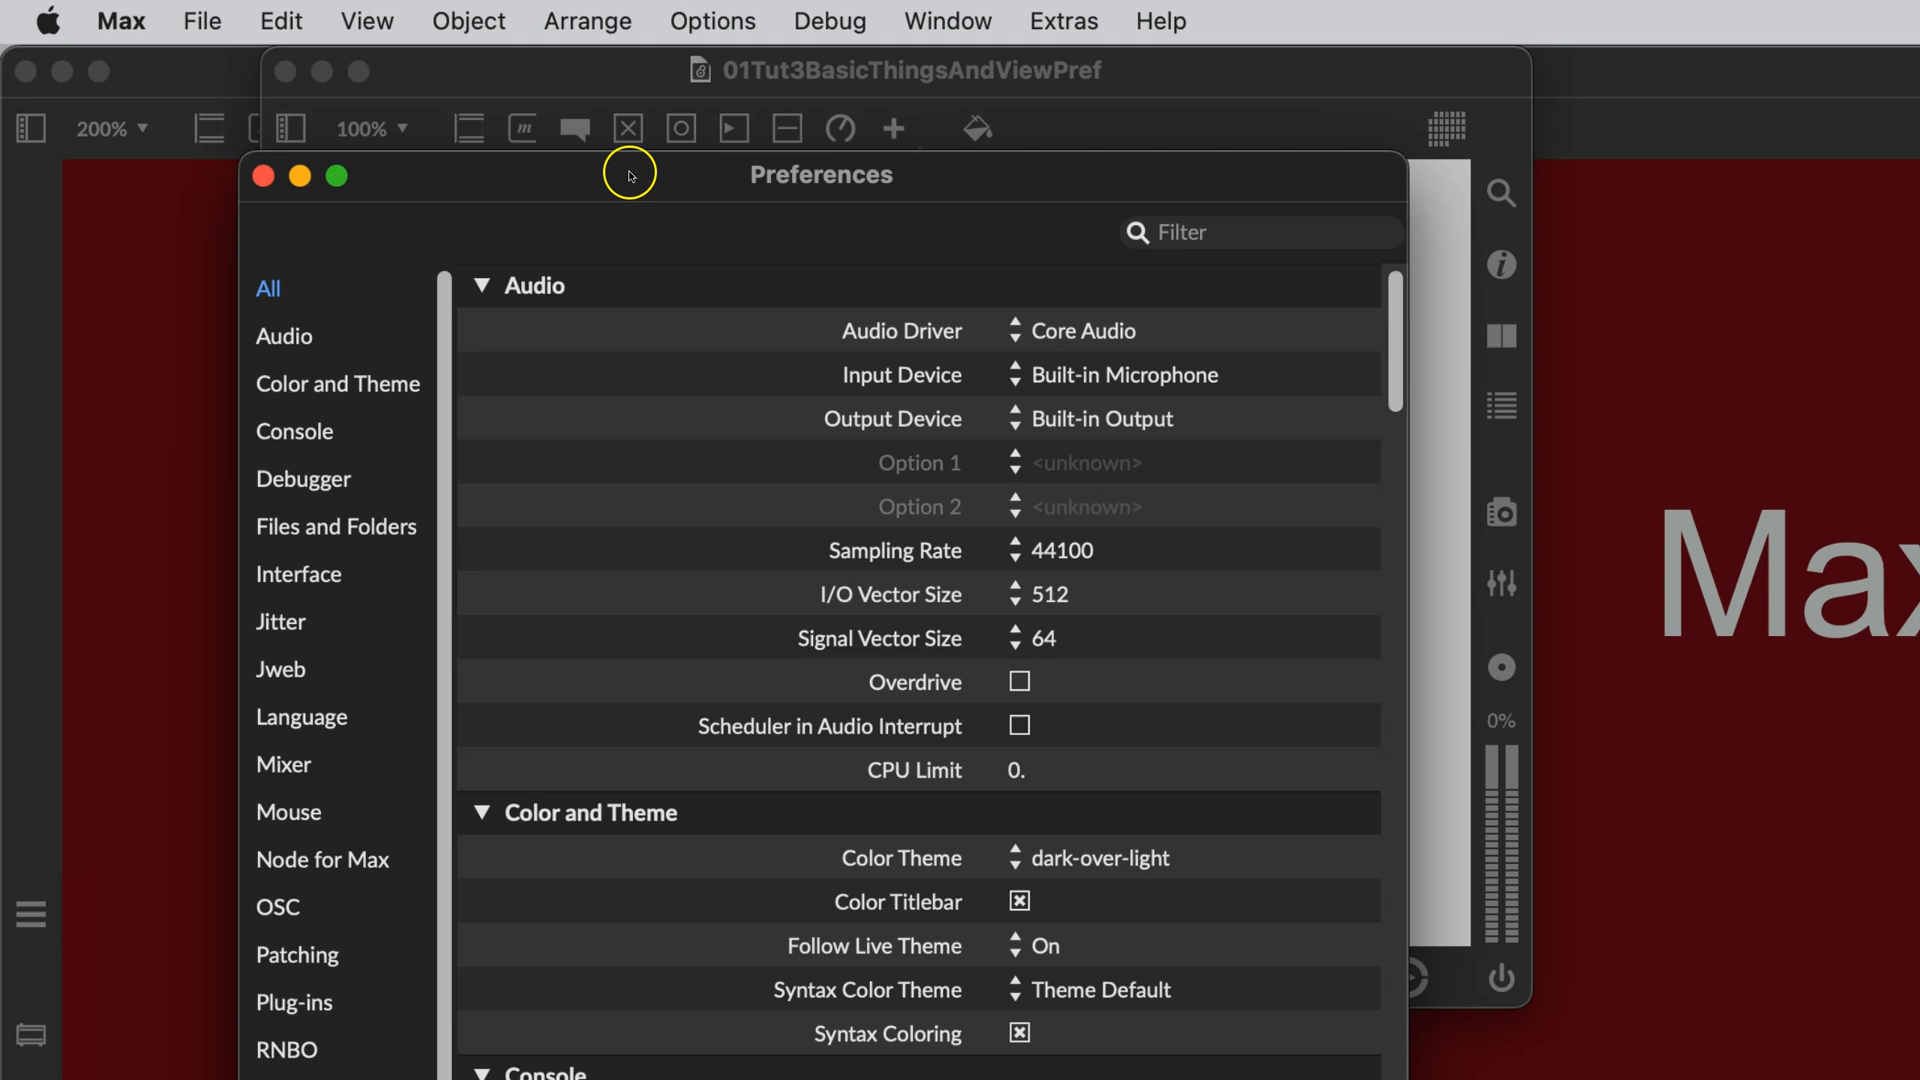 Max File Edit View Object Arrange Options Debug Window Extras Help
01Tut3BasicThingsAndViewPref
200% 100%
Preferences
Filter
All
Audio
Color and Theme
Console
Debugger
Files and Folders
Interface
Jitter
Jweb
Language
Mixer
Mouse
Node for Max
OSC
Patching
Plug-ins
RNBO
Audio
Audio Driver Core Audio
Input Device Built-in Microphone
Output Device Built-in Output
Option 1 <unknown>
Option 2 <unknown>
Sampling Rate 44100
I/O Vector Size 512
Signal Vector Size 64
Overdrive
Scheduler in Audio Interrupt
CPU Limit 0.
Color and Theme
Color Theme dark-over-light
Color Titlebar
Follow Live Theme On
Syntax Color Theme Theme Default
Syntax Coloring
Console
0%
Max